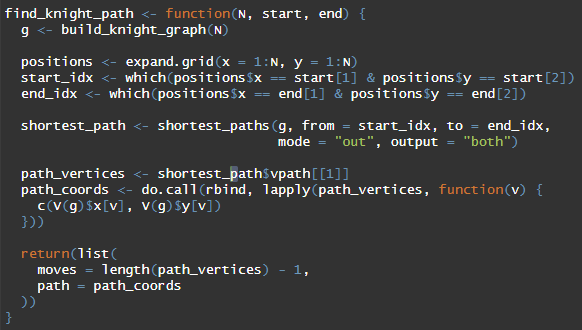 find_knight_path <- function(N, start, end) {
  g <- build_knight_graph(N)
  positions <- expand.grid(x = 1:N, y = 1:N)
  start_idx <- which(positions$x == start[1] & positions$y == start[2])
  end_idx <- which(positions$x == end[1] & positions$y == end[2])
  shortest_path <- shortest_paths(g, from = start_idx, to = end_idx,
                                  mode = "out", output = "both")
  path_vertices <- shortest_path$vpath[[1]]
  path_coords <- do.call(rbind, lapply(path_vertices, function(v) {
    c(V(g)$x[v], V(g)$y[v])
  }))
  return(list(
    moves = length(path_vertices) - 1,
    path = path_coords
  ))
}